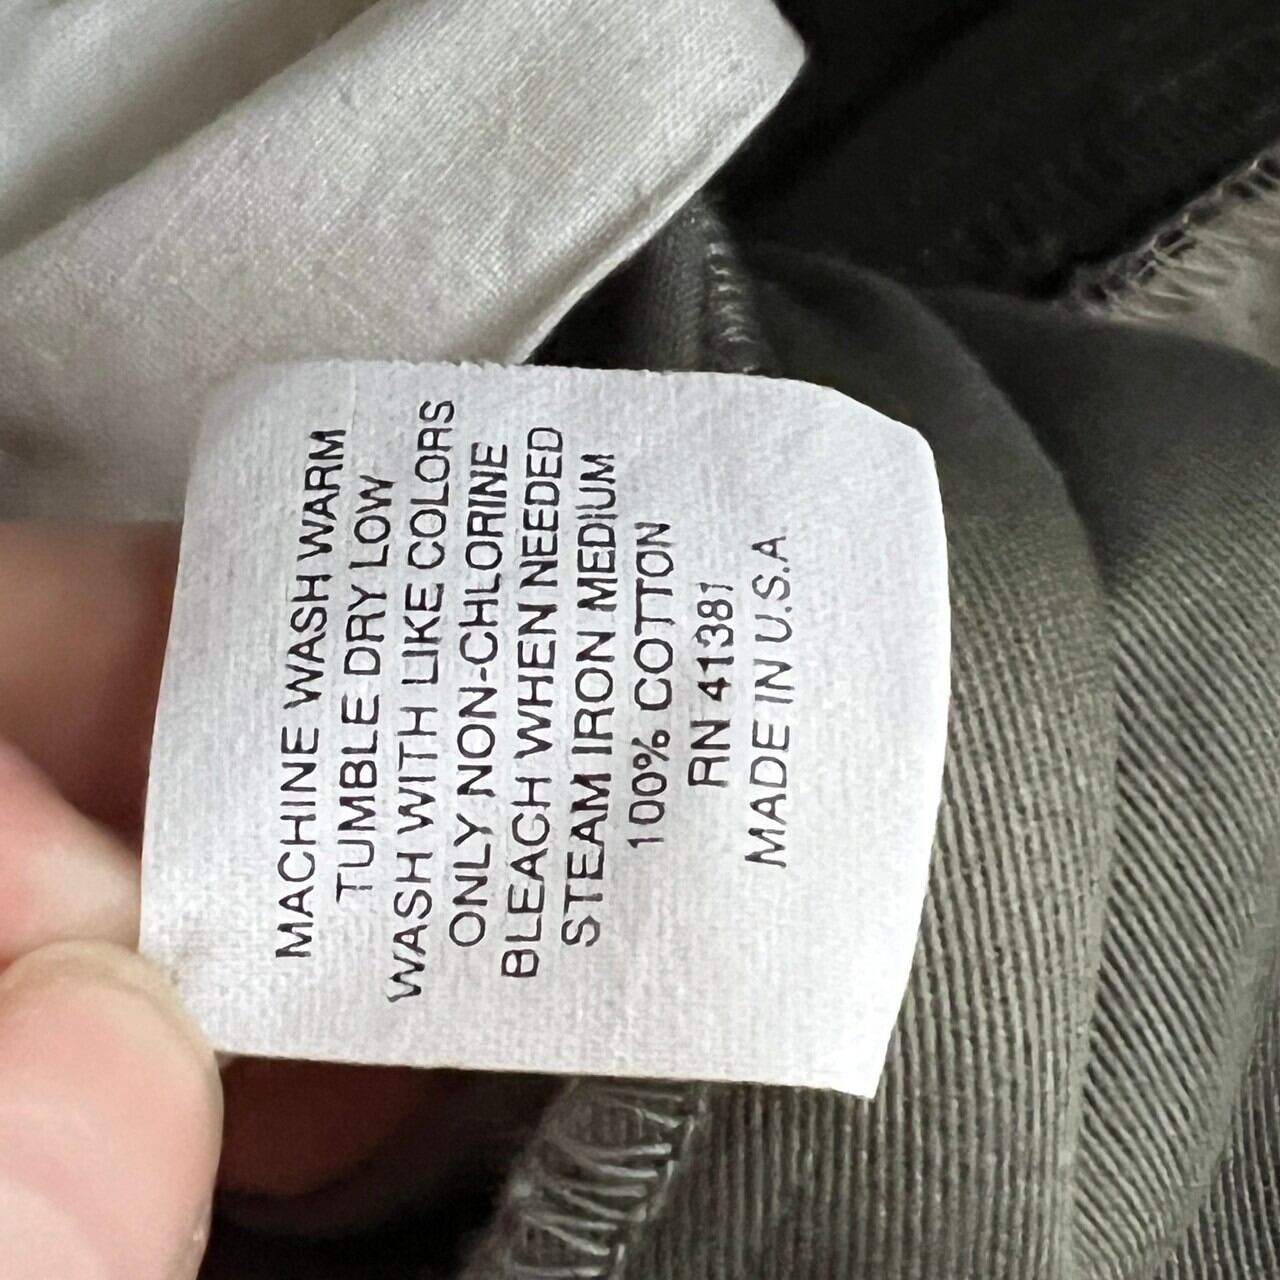 MACHINE WASH WARM
TUMBLE DRY LOW
WASH WITH LIKE COLORS
ONLY NON-CHLORINE
BLEACH WHEN NEEDED
STEAM IRON MEDIUM
100% COTTON
RN 41381
MADE IN U.S.A.